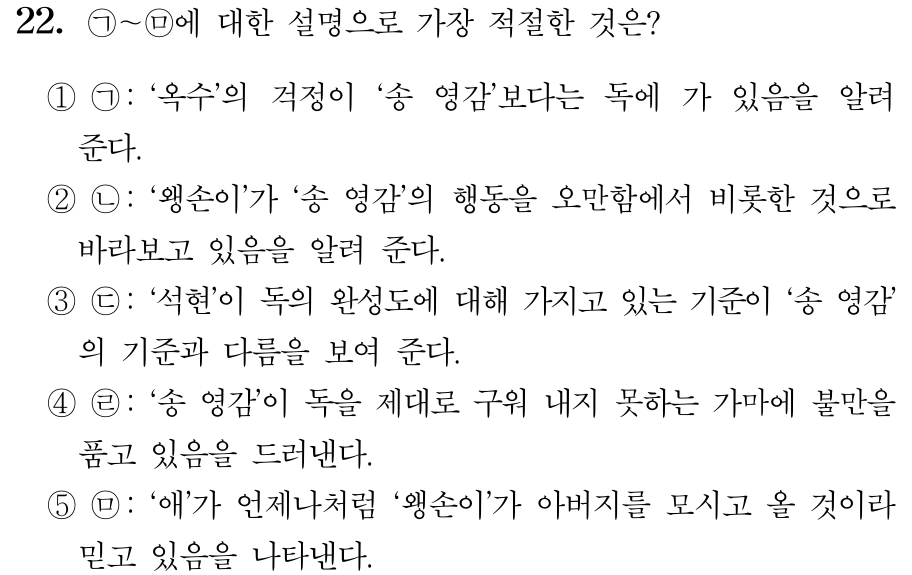 22. ㉠~㉤에 대한 설명으로 가장 적절한 것은?
① ㉠: ‘옥수’의 걱정이 ‘송 영감’보다는 독에 가 있음을 알려
준다.
② ㉡: ‘왱손이’가 ‘송 영감’의 행동을 오만함에서 비롯한 것으로
바라보고 있음을 알려 준다.
③ ㉢: ‘석현’이 독의 완성도에 대해 가지고 있는 기준이 ‘송 영감’
의 기준과 다름을 보여 준다.
④ ㉣: ‘송 영감’이 독을 제대로 구워 내지 못하는 가마에 불만을
품고 있음을 드러낸다.
⑤ ㉤: ‘애’가 언제나처럼 ‘왱손이’가 아버지를 모시고 올 것이라
믿고 있음을 나타낸다.